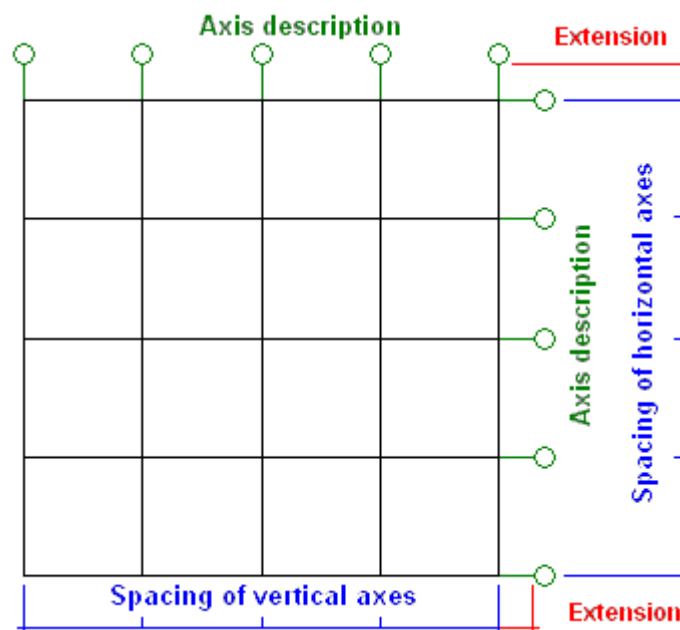 Axis description
Extension
Axis description
Spacing of horizontal axes
Spacing of vertical axes
Extension